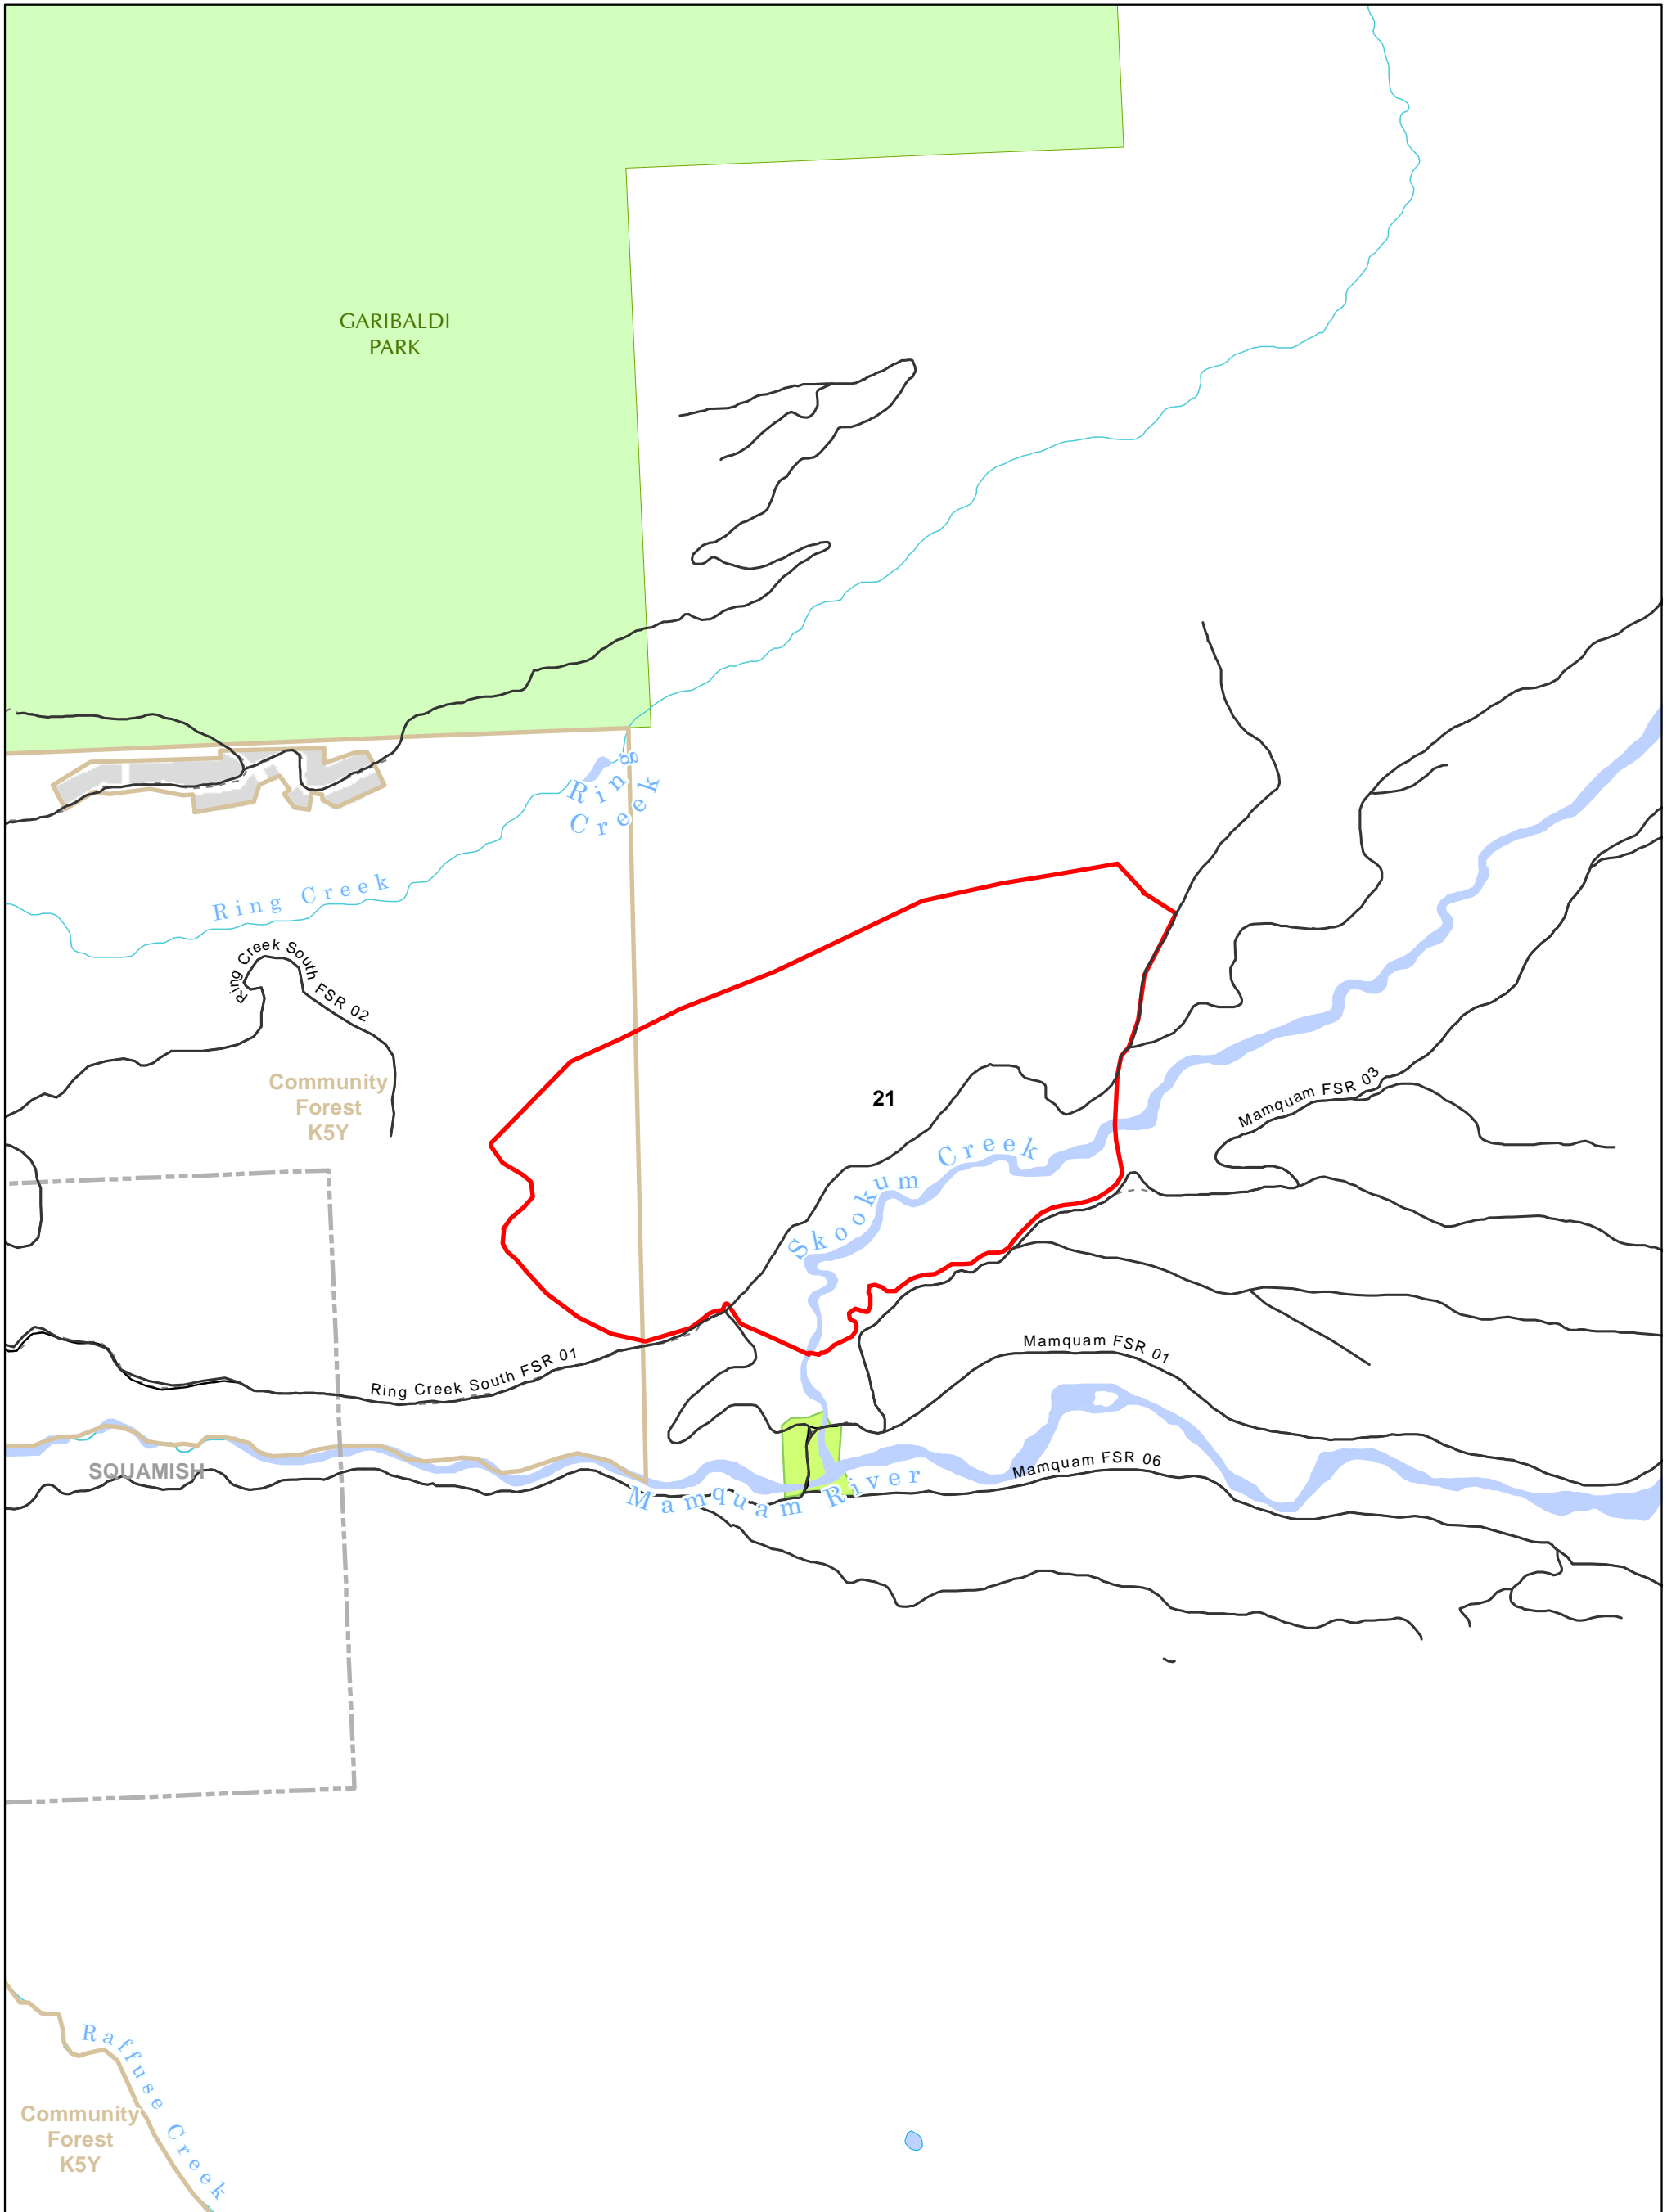 GARIBALDI
PARK
Ring
Creek
Ring Creek
Ring Creek South FSR 02
Community
Forest
K5Y
21
Mamquam FSR 03
Skookum Creek
Mamquam FSR 01
Ring Creek South FSR 01
Mamquam FSR 06
SQUAMISH
Mamquam River
Raffuse Creek
Community
Forest
K5Y